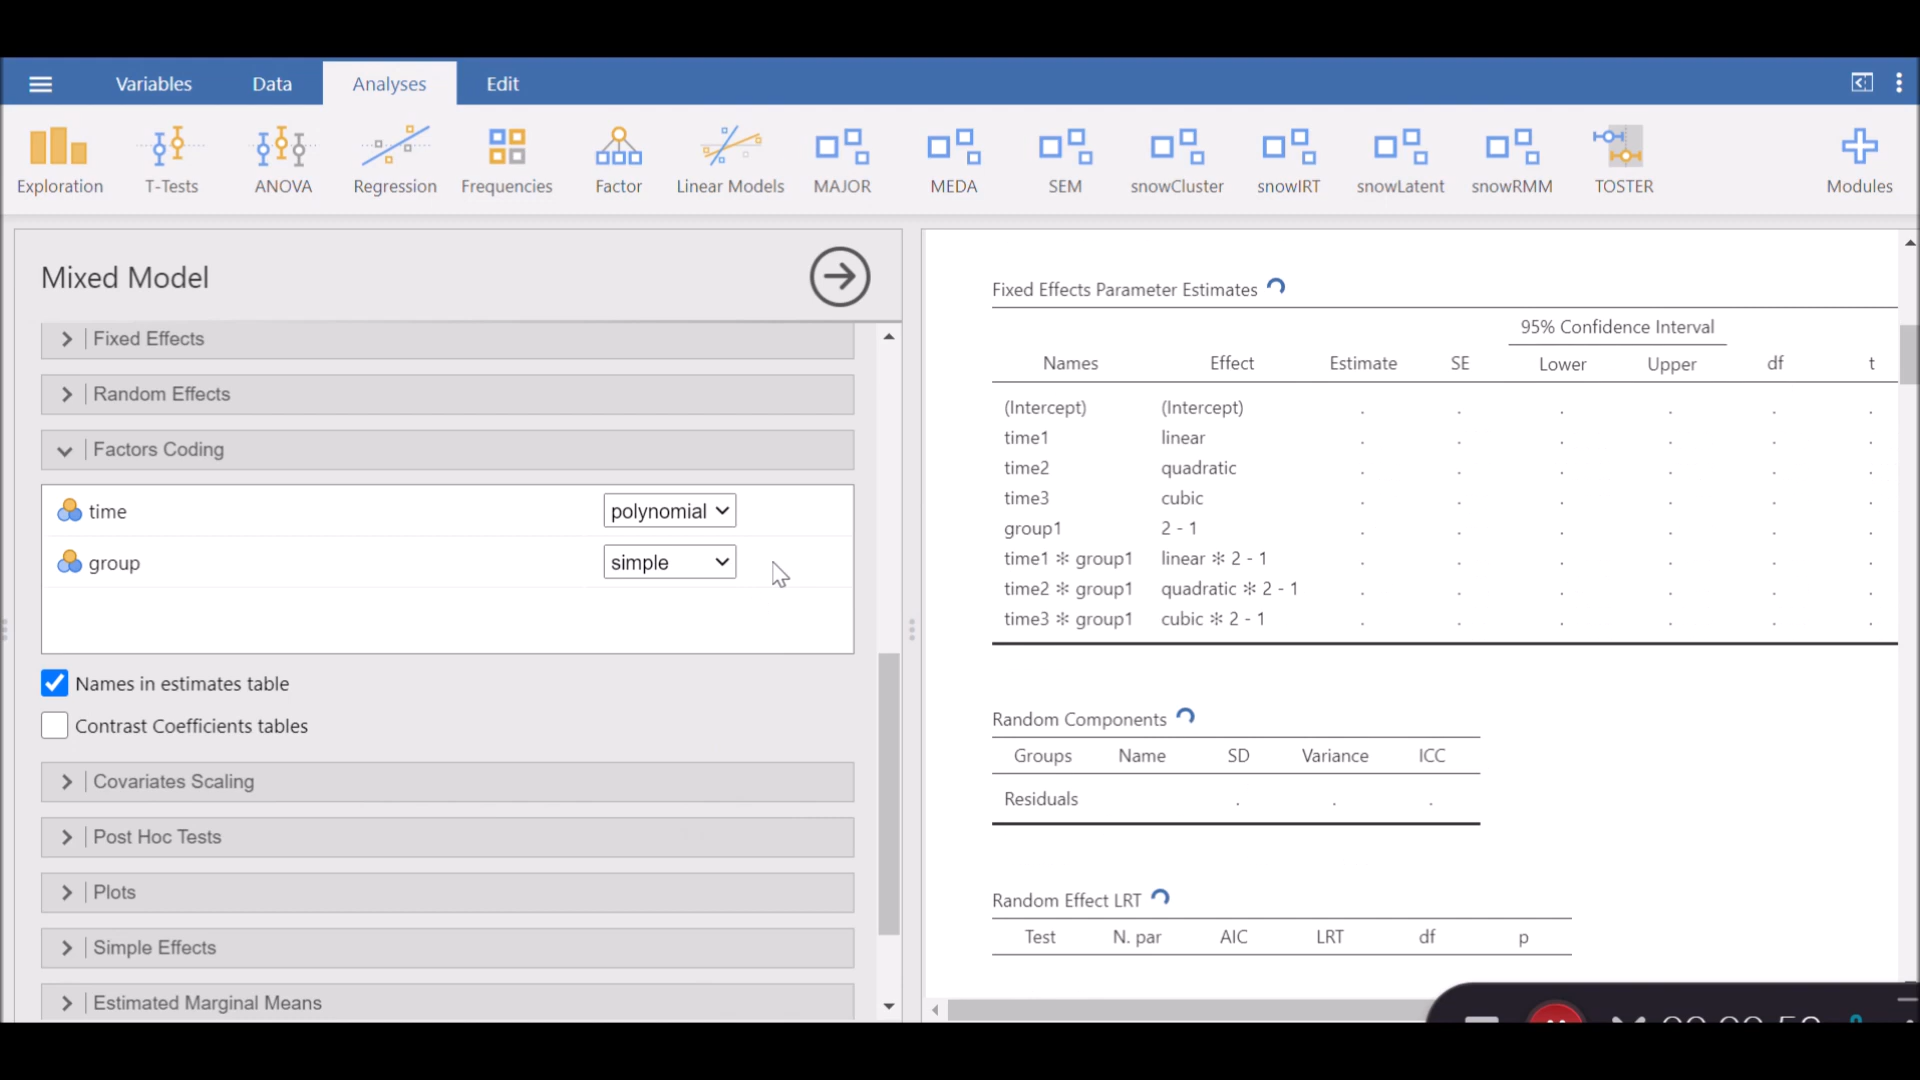 Variables Data Analyses Edit
Exploration T-Tests ANOVA Regression Frequencies Factor Linear Models MAJOR MEDA SEM snowCluster snowIRT snowLatent snowRMM TOSTER Modules
Mixed Model
Fixed Effects
Random Effects
Factors Coding
time polynomial
group simple
Names in estimates table
Contrast Coefficients tables
Covariates Scaling
Post Hoc Tests
Plots
Simple Effects
Estimated Marginal Means
Fixed Effects Parameter Estimates
95% Confidence Interval
Names Effect Estimate SE Lower Upper df t
(Intercept) (Intercept) . . . . . .
time1 linear . . . . . .
time2 quadratic . . . . . .
time3 cubic . . . . . .
group1 2 - 1 . . . . . .
time1 ✻ group1 linear ✻ 2 - 1 . . . . . .
time2 ✻ group1 quadratic ✻ 2 - 1 . . . . . .
time3 ✻ group1 cubic ✻ 2 - 1 . . . . . .
Random Components
Groups Name SD Variance ICC
Residuals . . .
Random Effect LRT
Test N. par AIC LRT df p